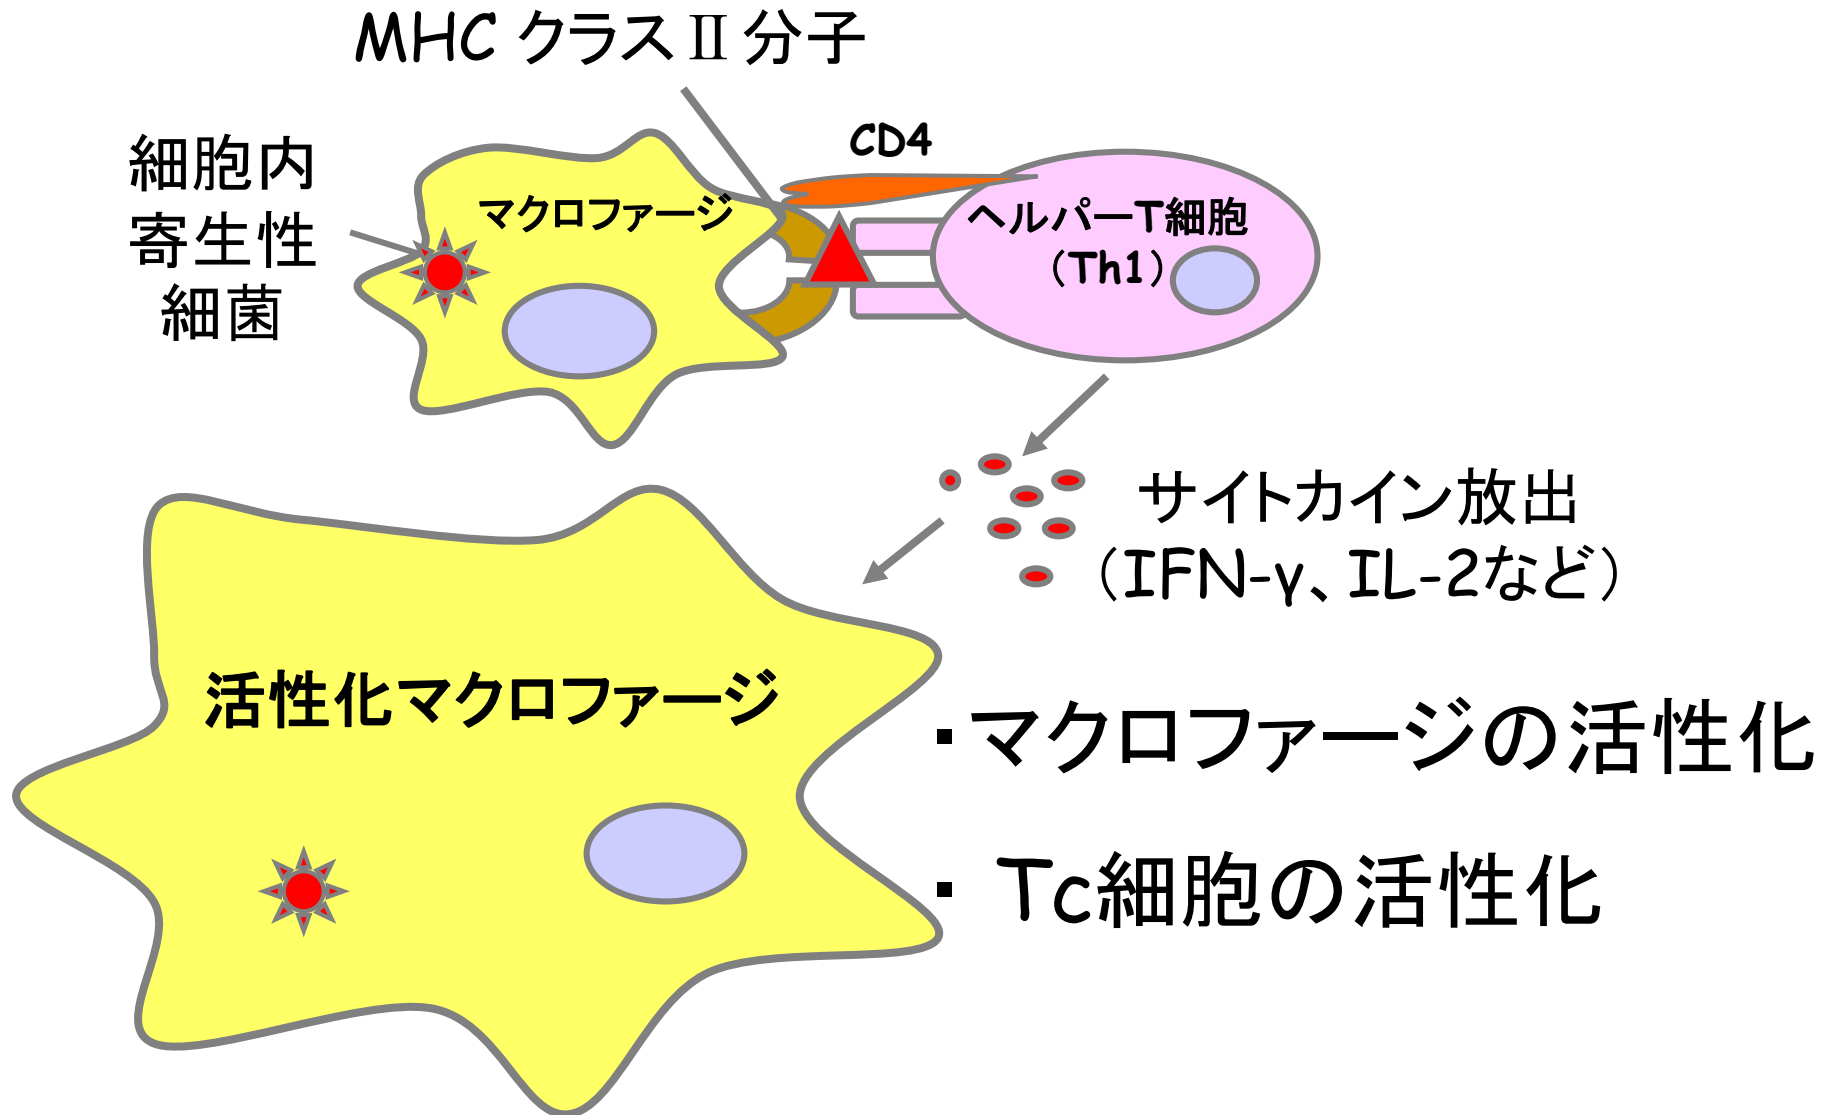 MHC クラスⅡ分子
CD4
細胞内
寄生性
細菌
マクロファージ
ヘルパーT細胞
(Th1)
サイトカイン放出
(IFN-γ、IL-2など)
活性化マクロファージ
▪マクロファージの活性化
▪ Tc細胞の活性化